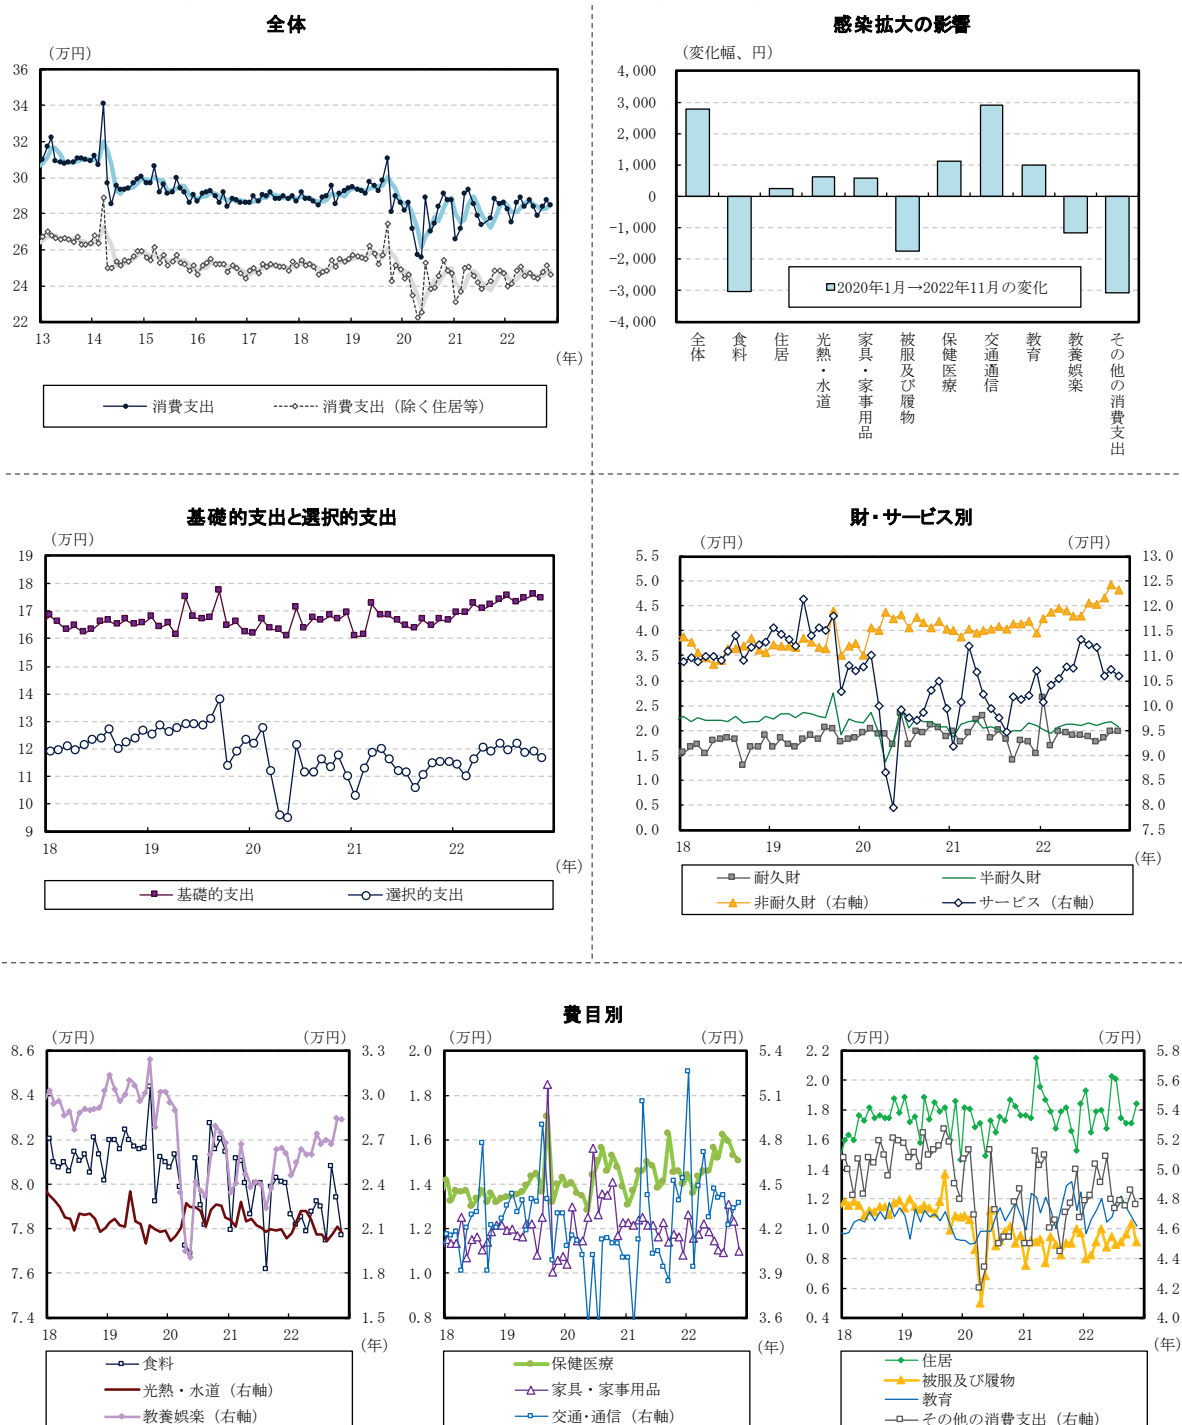 全体
(万円)
36
34
32
30
28
26
24
22
13 14 15 16 17 18 19 20 21 22
(年)
消費支出 消費支出（除く住居等）
感染拡大の影響
(変化幅、円)
4,000
3,000
2,000
1,000
0
−1,000
−2,000
−3,000
−4,000
2020年1月→2022年11月の変化
全体
食料
住居
光熱・水道
家具・家事用品
被服及び履物
保健医療
交通通信
教育
教養娯楽
その他の消費支出
基礎的支出と選択的支出
(万円)
19
18
17
16
15
14
13
12
11
10
9
18 19 20 21 22
(年)
基礎的支出 選択的支出
財・サービス別
(万円) (万円)
5.5 13.0
5.0 12.5
4.5 12.0
4.0 11.5
3.5 11.0
3.0 10.5
2.5 10.0
2.0 9.5
1.5 9.0
1.0 8.5
0.5 8.0
0.0 7.5
18 19 20 21 22
(年)
耐久財 半耐久財
非耐久財（右軸） サービス（右軸）
費目別
(万円) (万円)
8.6 3.3
8.4 3.0
8.2 2.7
8.0 2.4
7.8 2.1
7.6 1.8
7.4 1.5
18 19 20 21 22
(年)
食料
光熱・水道（右軸）
教養娯楽（右軸）
(万円) (万円)
2.0 5.4
1.8 5.1
1.6 4.8
1.4 4.5
1.2 4.2
1.0 3.9
0.8 3.6
18 19 20 21 22
(年)
保健医療
家具・家事用品
交通・通信（右軸）
(万円) (万円)
2.2 5.8
2.0 5.6
1.8 5.4
1.6 5.2
1.4 5.0
1.2 4.8
1.0 4.6
0.8 4.4
0.6 4.2
0.4 4.0
18 19 20 21 22
(年)
住居
被服及び履物
教育
その他の消費支出（右軸）